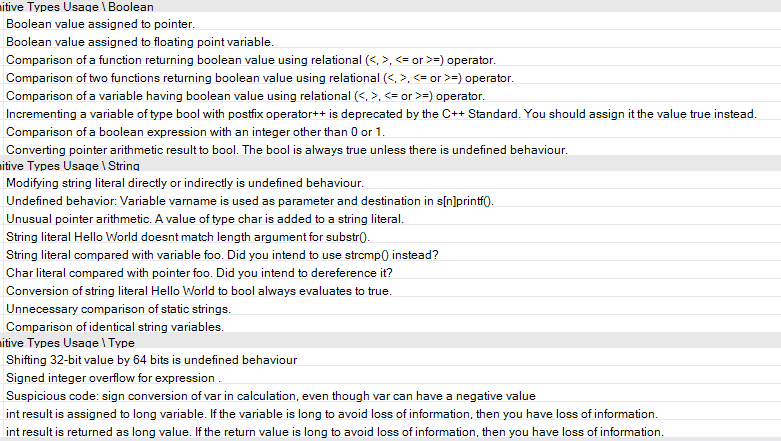 itive Types Usage \ Boolean
Boolean value assigned to pointer.
Boolean value assigned to floating point variable.
Comparison of a function returning boolean value using relational (<, >, <= or >=) operator.
Comparison of two functions returning boolean value using relational (<, >, <= or >=) operator.
Comparison of a variable having boolean value using relational (<, >, <= or >=) operator.
Incrementing a variable of type bool with postfix operator++ is deprecated by the C++ Standard. You should assign it the value true instead.
Comparison of a boolean expression with an integer other than 0 or 1.
Converting pointer arithmetic result to bool. The bool is always true unless there is undefined behaviour.
itive Types Usage \ String
Modifying string literal directly or indirectly is undefined behaviour.
Undefined behavior: Variable varname is used as parameter and destination in s[n]printf().
Unusual pointer arithmetic. A value of type char is added to a string literal.
String literal Hello World doesnt match length argument for substr().
String literal compared with variable foo. Did you intend to use strcmp() instead?
Char literal compared with pointer foo. Did you intend to dereference it?
Conversion of string literal Hello World to bool always evaluates to true.
Unnecessary comparison of static strings.
Comparison of identical string variables.
itive Types Usage \ Type
Shifting 32-bit value by 64 bits is undefined behaviour
Signed integer overflow for expression .
Suspicious code: sign conversion of var in calculation, even though var can have a negative value
int result is assigned to long variable. If the variable is long to avoid loss of information, then you have loss of information.
int result is returned as long value. If the return value is long to avoid loss of information, then you have loss of information.